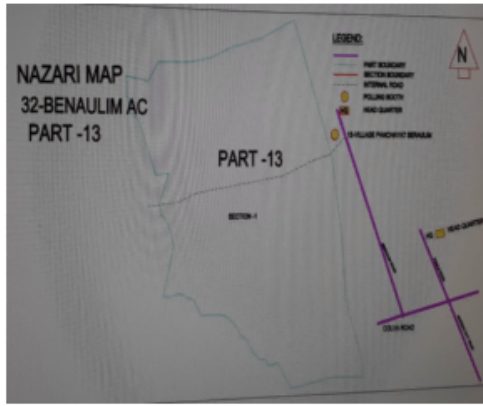 NAZARI MAP
32-BENAULIM AC
PART -13
PART -13
SECTION -1
LEGEND:
PART BOUNDARY
SECTION BOUNDARY
INTERNAL ROAD
POLLING BOOTH
HQ HEAD QUARTER
VILLAGE PANCHAYAT BENAULIM
N
HEAD QUARTER
COLVA ROAD